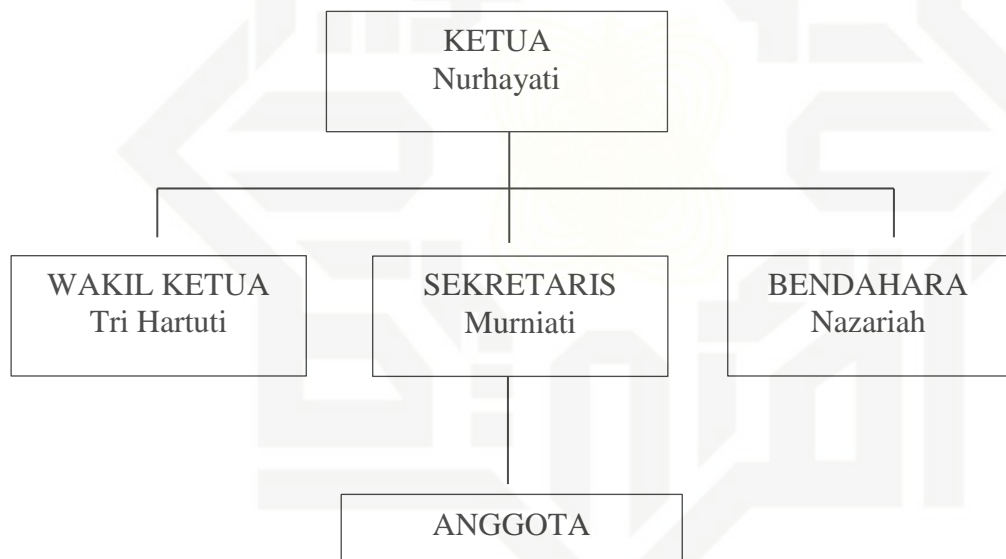 KETUA
Nurhayati
WAKIL KETUA
Tri Hartuti
SEKRETARIS
Murniati
BENDAHARA
Nazariah
ANGGOTA